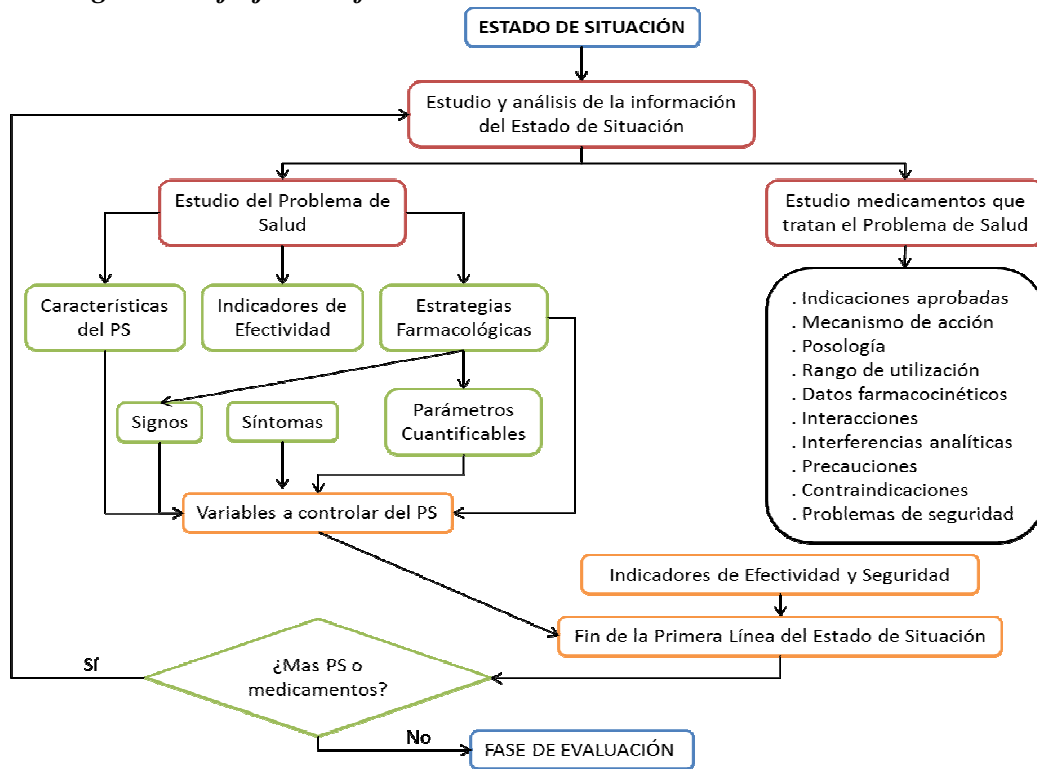 ESTADO DE SITUACIÓN
Estudio y análisis de la información
del Estado de Situación
Estudio del Problema de
Salud
Estudio medicamentos que
tratan el Problema de Salud
Características
del PS
Indicadores de
Efectividad
Estrategias
Farmacológicas
. Indicaciones aprobadas
. Mecanismo de acción
. Posología
. Rango de utilización
. Datos farmacocinéticos
. Interacciones
. Interferencias analíticas
. Precauciones
. Contraindicaciones
. Problemas de seguridad
Signos
Síntomas
Parámetros
Cuantificables
Variables a controlar del PS
Indicadores de Efectividad y Seguridad
Fin de la Primera Línea del Estado de Situación
Sí
¿Mas PS o
medicamentos?
No
FASE DE EVALUACIÓN